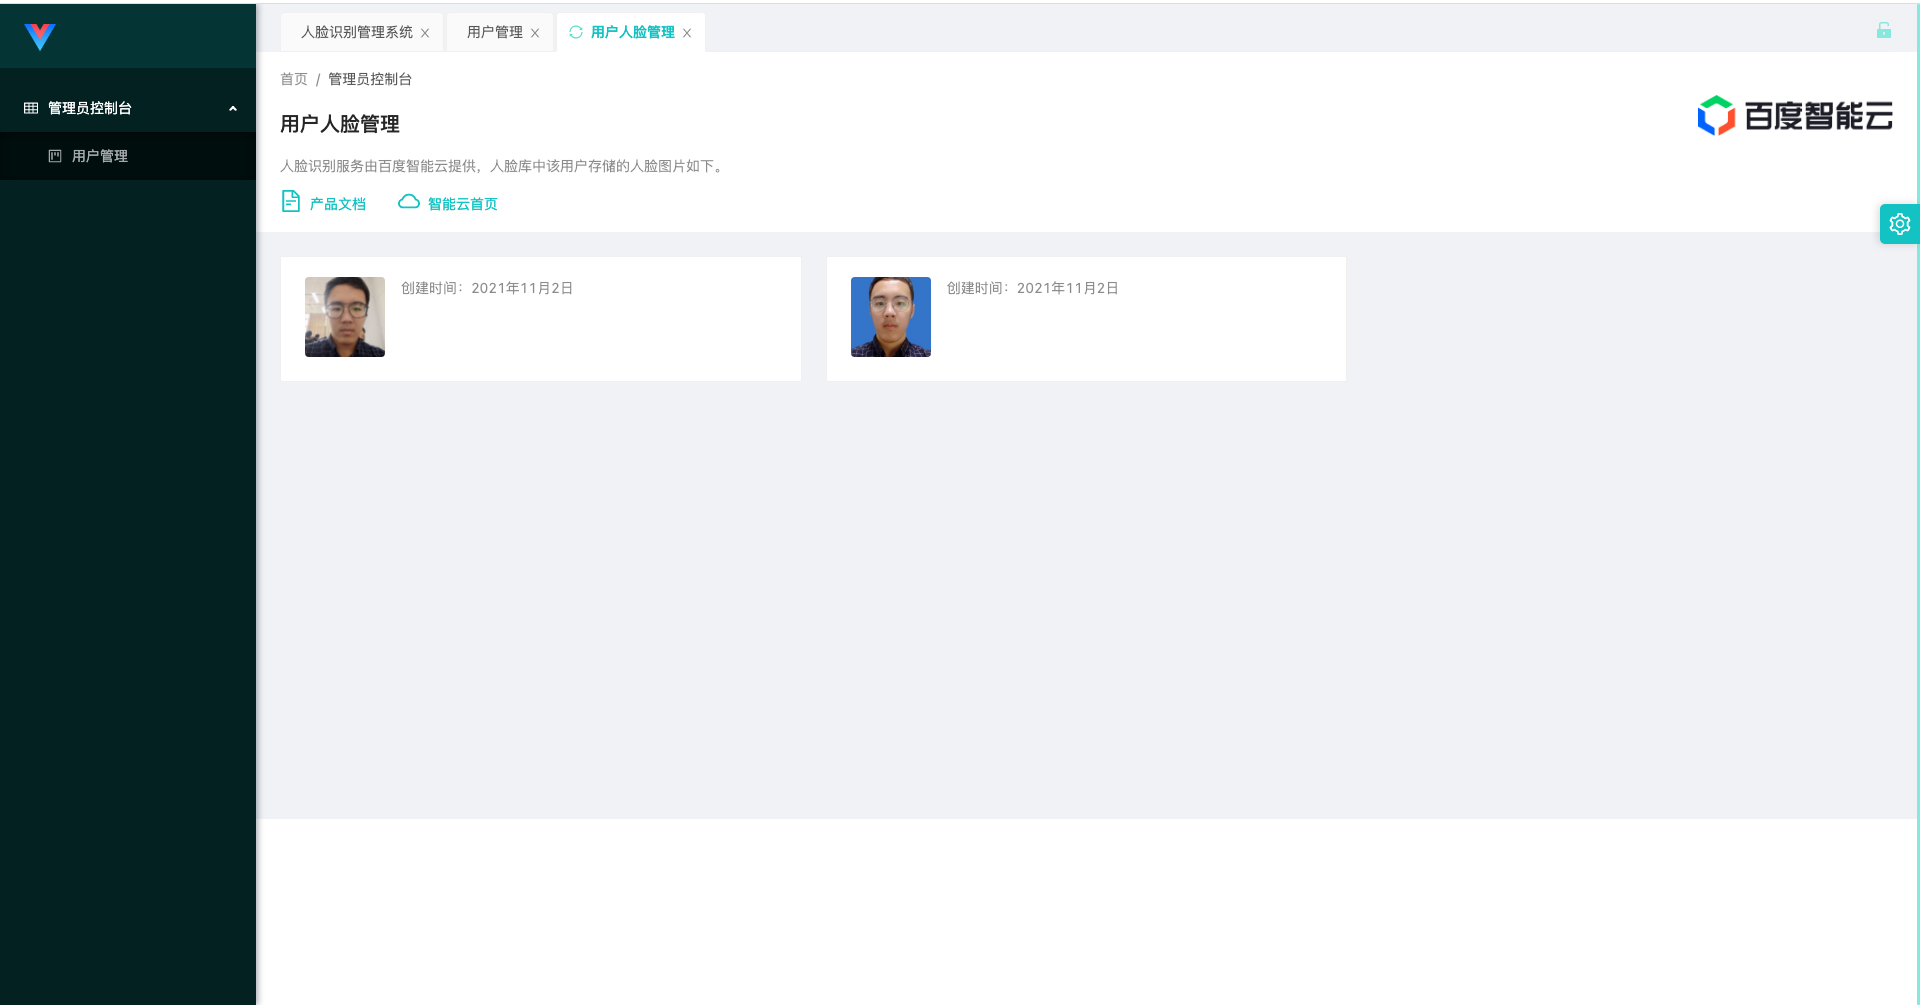 人脸识别管理系统
用户管理
用户人脸管理
管理员控制台
用户管理
首页 / 管理员控制台
用户人脸管理
百度智能云
人脸识别服务由百度智能云提供，人脸库中该用户存储的人脸图片如下。
产品文档
智能云首页
创建时间：2021年11月2日
创建时间：2021年11月2日